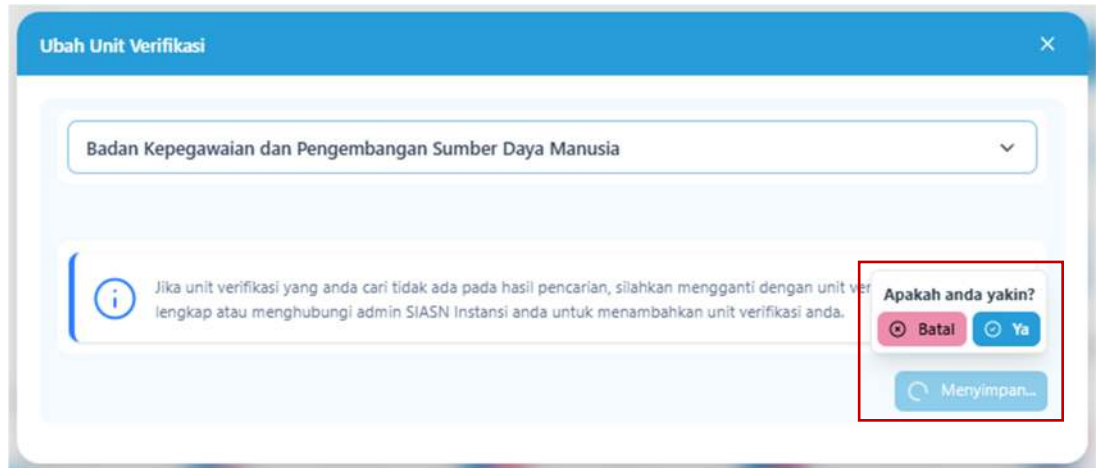 Ubah Unit Verifikasi
Badan Kepegawaian dan Pengembangan Sumber Daya Manusia
Jika unit verifikasi yang anda cari tidak ada pada hasil pencarian, silahkan mengganti dengan unit
lengkap atau menghubungi admin SIASN Instansi anda untuk menambahkan unit verifikasi anda.
Apakah anda yakin?
Batal Ya
Menyimpan...